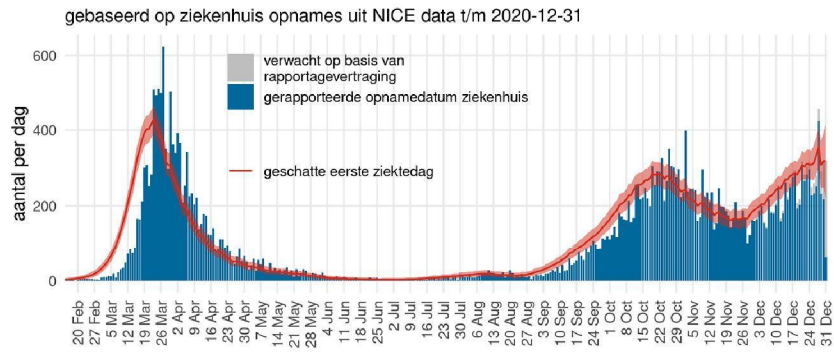 gebaseerd op ziekenhuis opnames uit NICE data t/m 2020-12-31
aantal per dag
600
400
200
0
verwacht op basis van
rapportagevertraging
gerapporteerde opnamedatum ziekenhuis
geschatte eerste ziektedag
20 Feb
27 Feb
5 Mar
12 Mar
19 Mar
26 Mar
2 Apr
9 Apr
16 Apr
23 Apr
30 Apr
7 May
14 May
21 May
28 May
4 Jun
11 Jun
18 Jun
25 Jun
2 Jul
9 Jul
16 Jul
23 Jul
30 Jul
6 Aug
13 Aug
20 Aug
27 Aug
3 Sep
10 Sep
17 Sep
24 Sep
1 Oct
8 Oct
15 Oct
22 Oct
29 Oct
5 Nov
12 Nov
19 Nov
26 Nov
3 Dec
10 Dec
17 Dec
24 Dec
31 Dec